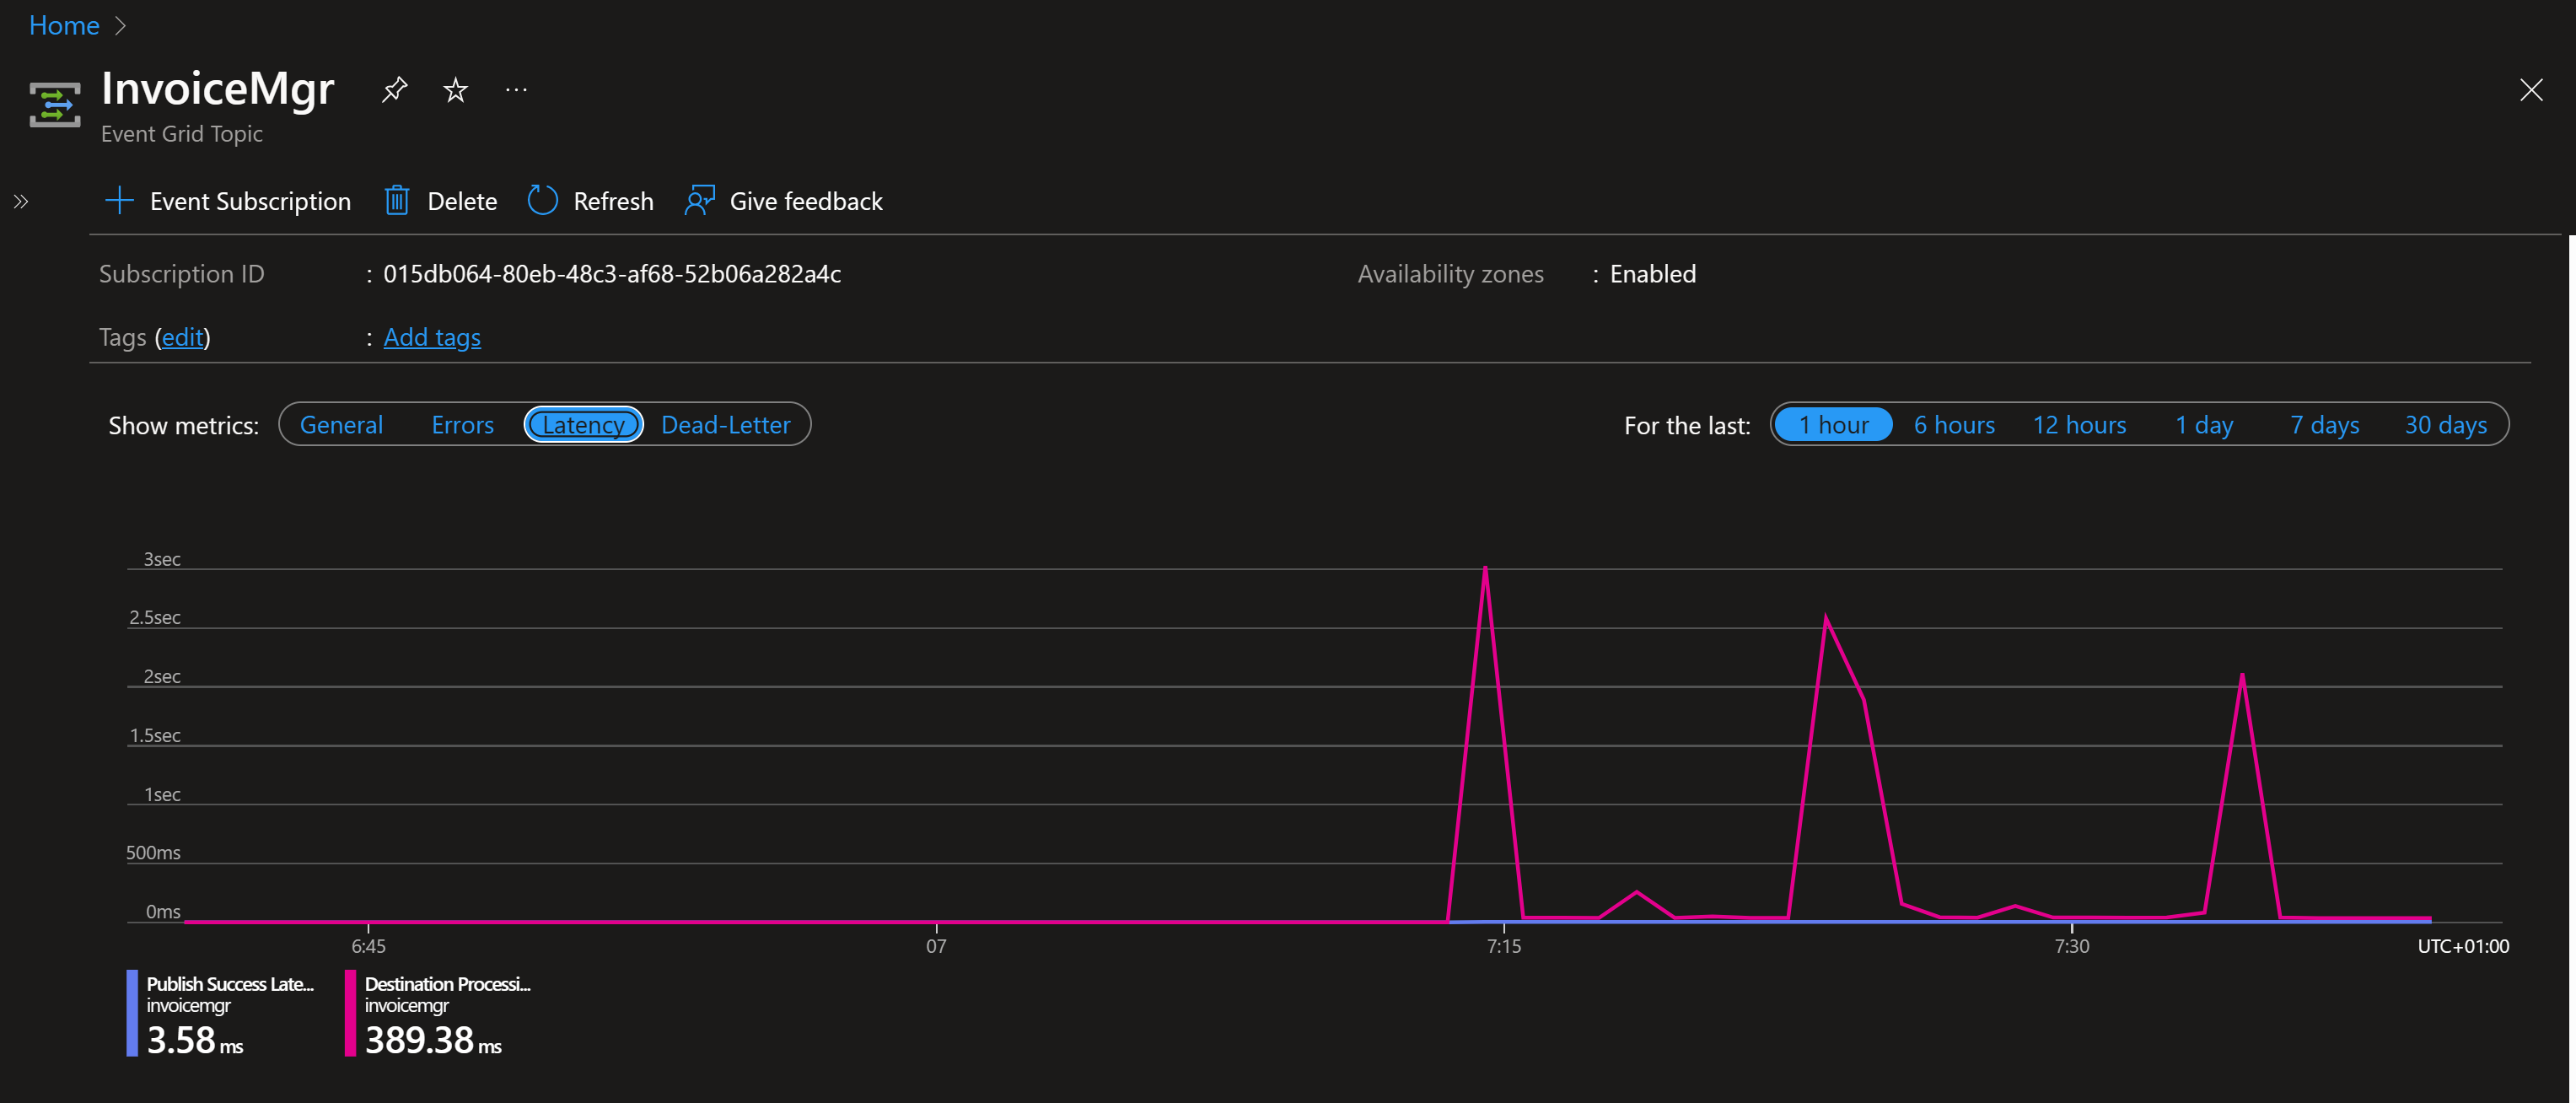 Home
InvoiceMgr
Event Grid Topic
Event Subscription Delete Refresh Give feedback
Subscription ID : 015db064-80eb-48c3-af68-52b06a282a4c Availability zones : Enabled
Tags (edit) : Add tags
Show metrics: General Errors Latency Dead-Letter For the last: 1 hour 6 hours 12 hours 1 day 7 days 30 days
3sec
2.5sec
2sec
1.5sec
1sec
500ms
0ms
6:45 07 7:15 7:30 UTC+01:00
Publish Success Late... Destination Processi...
invoicemgr invoicemgr
3.58 ms 389.38 ms